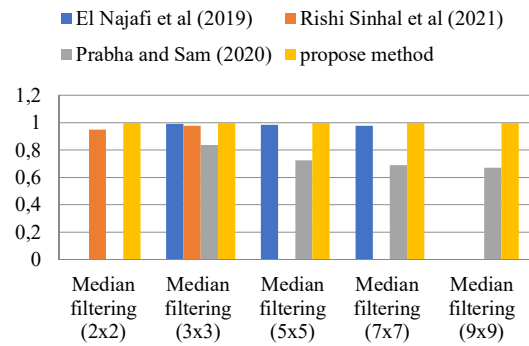 El Najafi et al (2019) Rishi Sinhal et al (2021)
Prabha and Sam (2020) propose method
1,2
1
0,8
0,6
0,4
0,2
0
Median Median Median Median Median
filtering filtering filtering filtering filtering
(2x2) (3x3) (5x5) (7x7) (9x9)